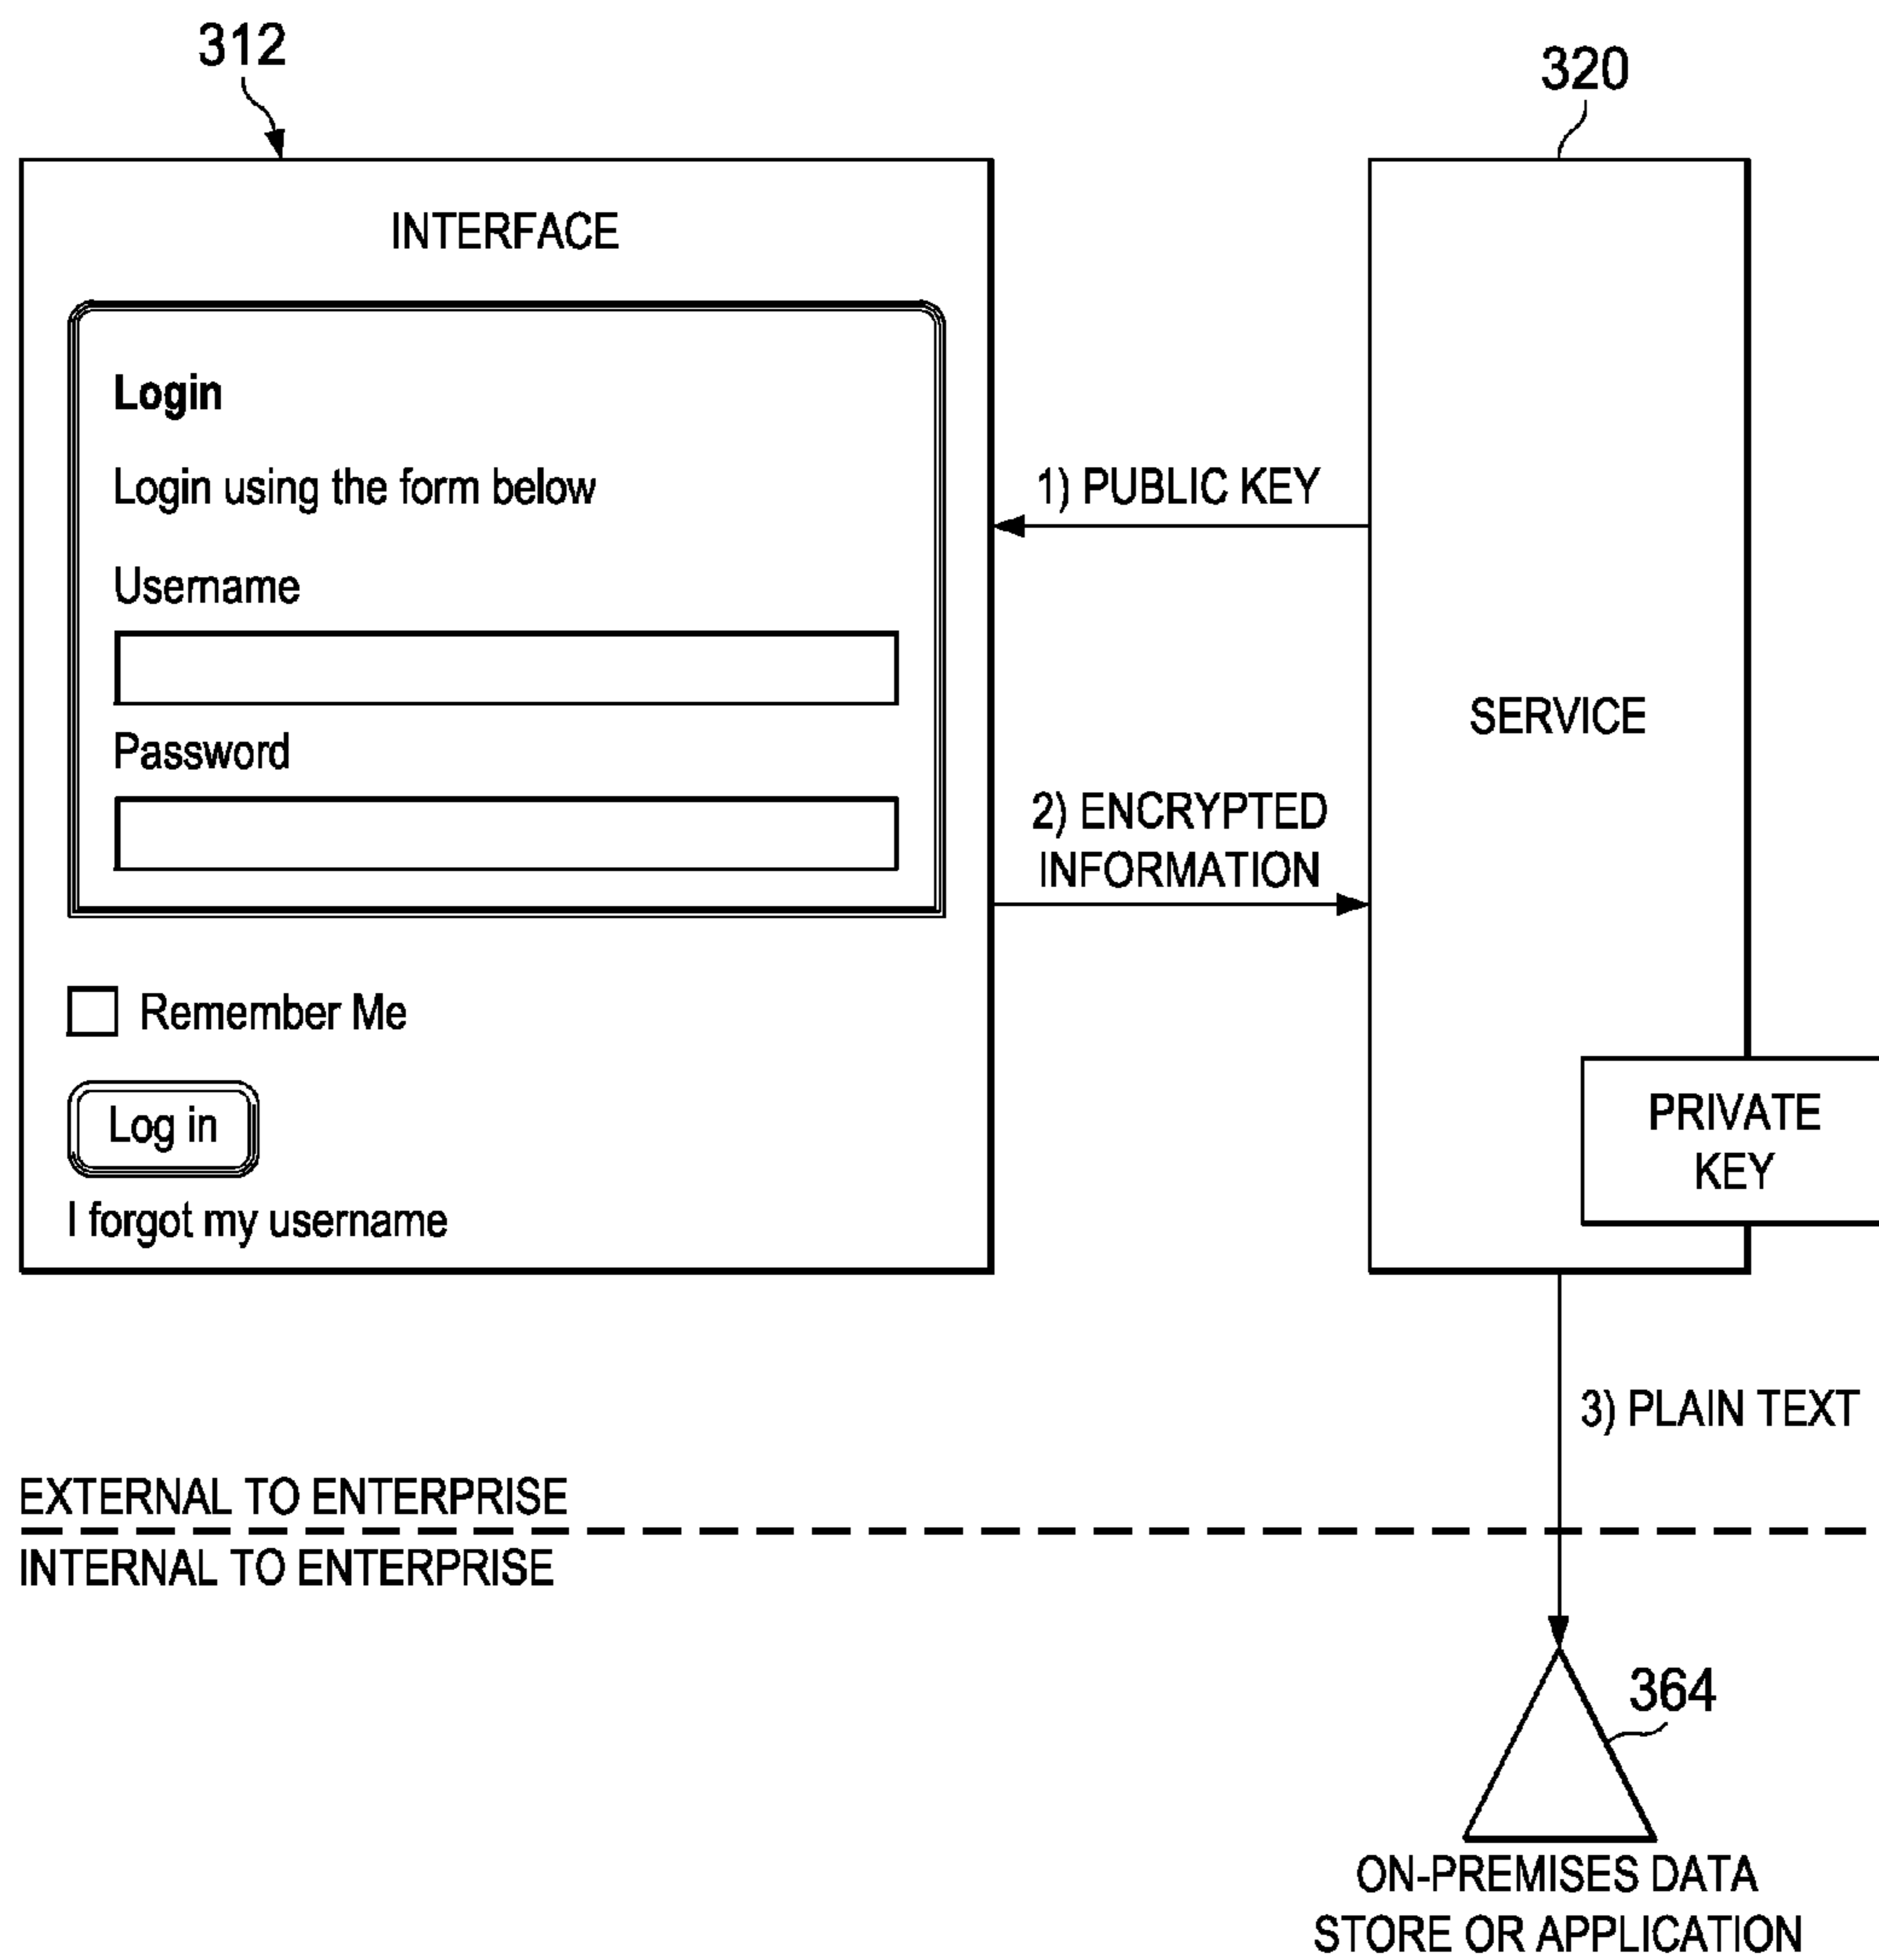 312
320
INTERFACE
Login
Login using the form below
Username
Password
Remember Me
Log in
I forgot my username
1) PUBLIC KEY
2) ENCRYPTED
INFORMATION
SERVICE
PRIVATE
KEY
3) PLAIN TEXT
EXTERNAL TO ENTERPRISE
INTERNAL TO ENTERPRISE
364
ON-PREMISES DATA
STORE OR APPLICATION